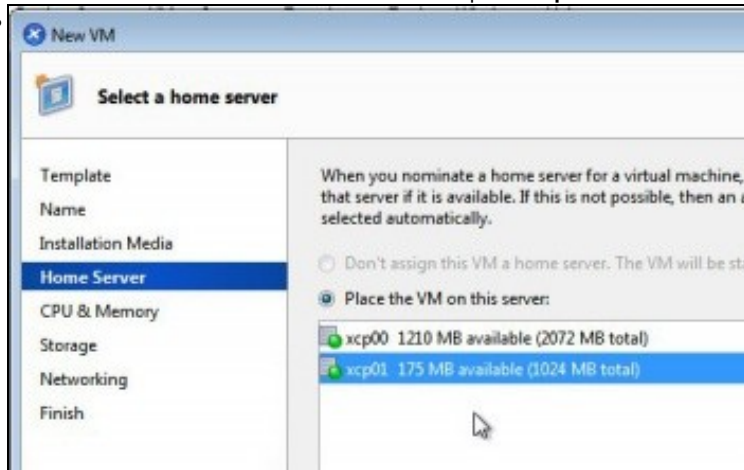 New VM
Select a home server
Template
Name
Installation Media
Home Server
CPU & Memory
Storage
Networking
Finish
When you nominate a home server for a virtual machine,
that server if it is available. If this is not possible, then an a
selected automatically.
Don't assign this VM a home server. The VM will be sta
Place the VM on this server:
xcp00 1210 MB available (2072 MB total)
xcp01 175 MB available (1024 MB total)